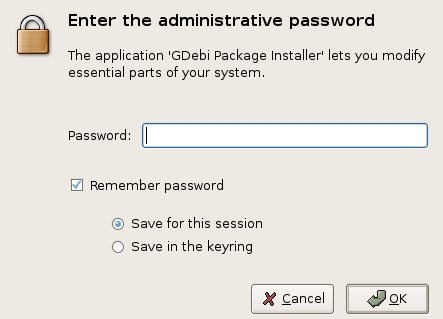 Enter the administrative password
The application 'GDebi Package Installer' lets you modify
essential parts of your system.
Password:
Remember password
Save for this session
Save in the keyring
Cancel
OK